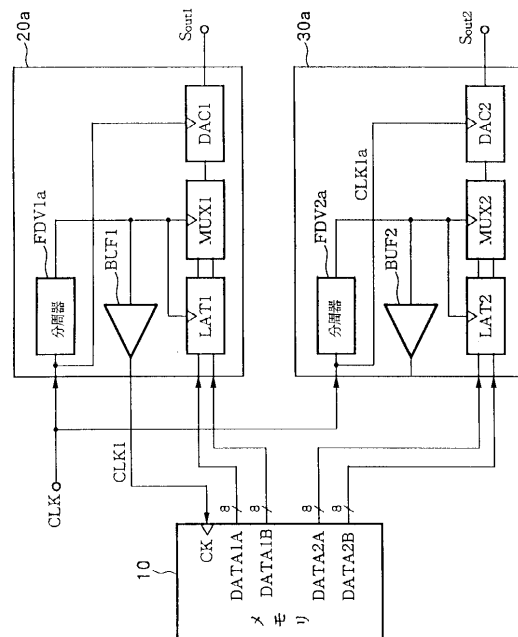 20a
Sout1
FDV1a
分周器
BUF1
LAT1
MUX1
DAC1
CLK
CLK1
30a
Sout2
FDV2a
分周器
BUF2
CLK1a
LAT2
MUX2
DAC2
10
メモリ
CK
DATA1A
8
DATA1B
8
DATA2A
8
DATA2B
8